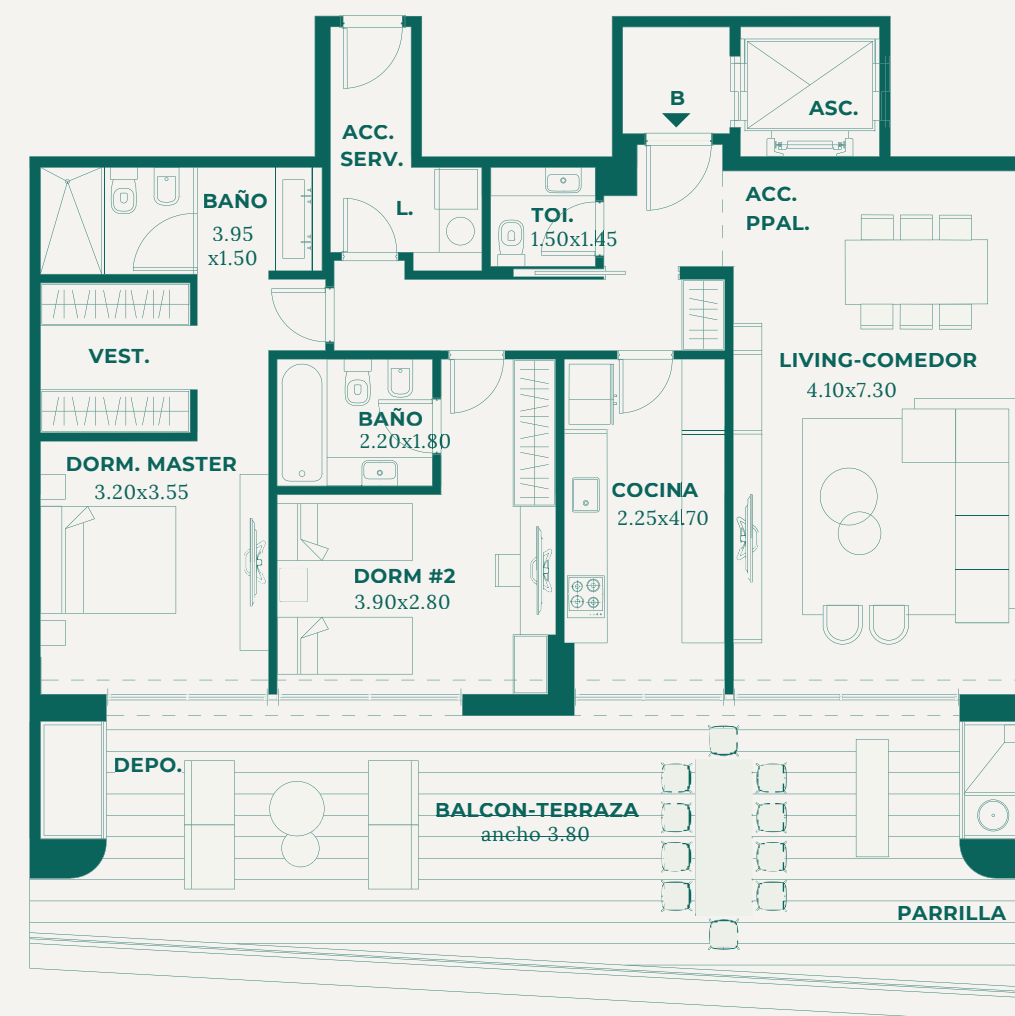 B
ASC.
ACC.
SERV.
BAÑO
3.95
x1.50
L.
TOI.
1.50x1.45
ACC.
PPAL.
VEST.
LIVING-COMEDOR
4.10x7.30
BAÑO
2.20x1.80
DORM. MASTER
3.20x3.55
COCINA
2.25x4.70
DORM #2
3.90x2.80
DEPO.
BALCON-TERRAZA
ancho 3.80
PARRILLA